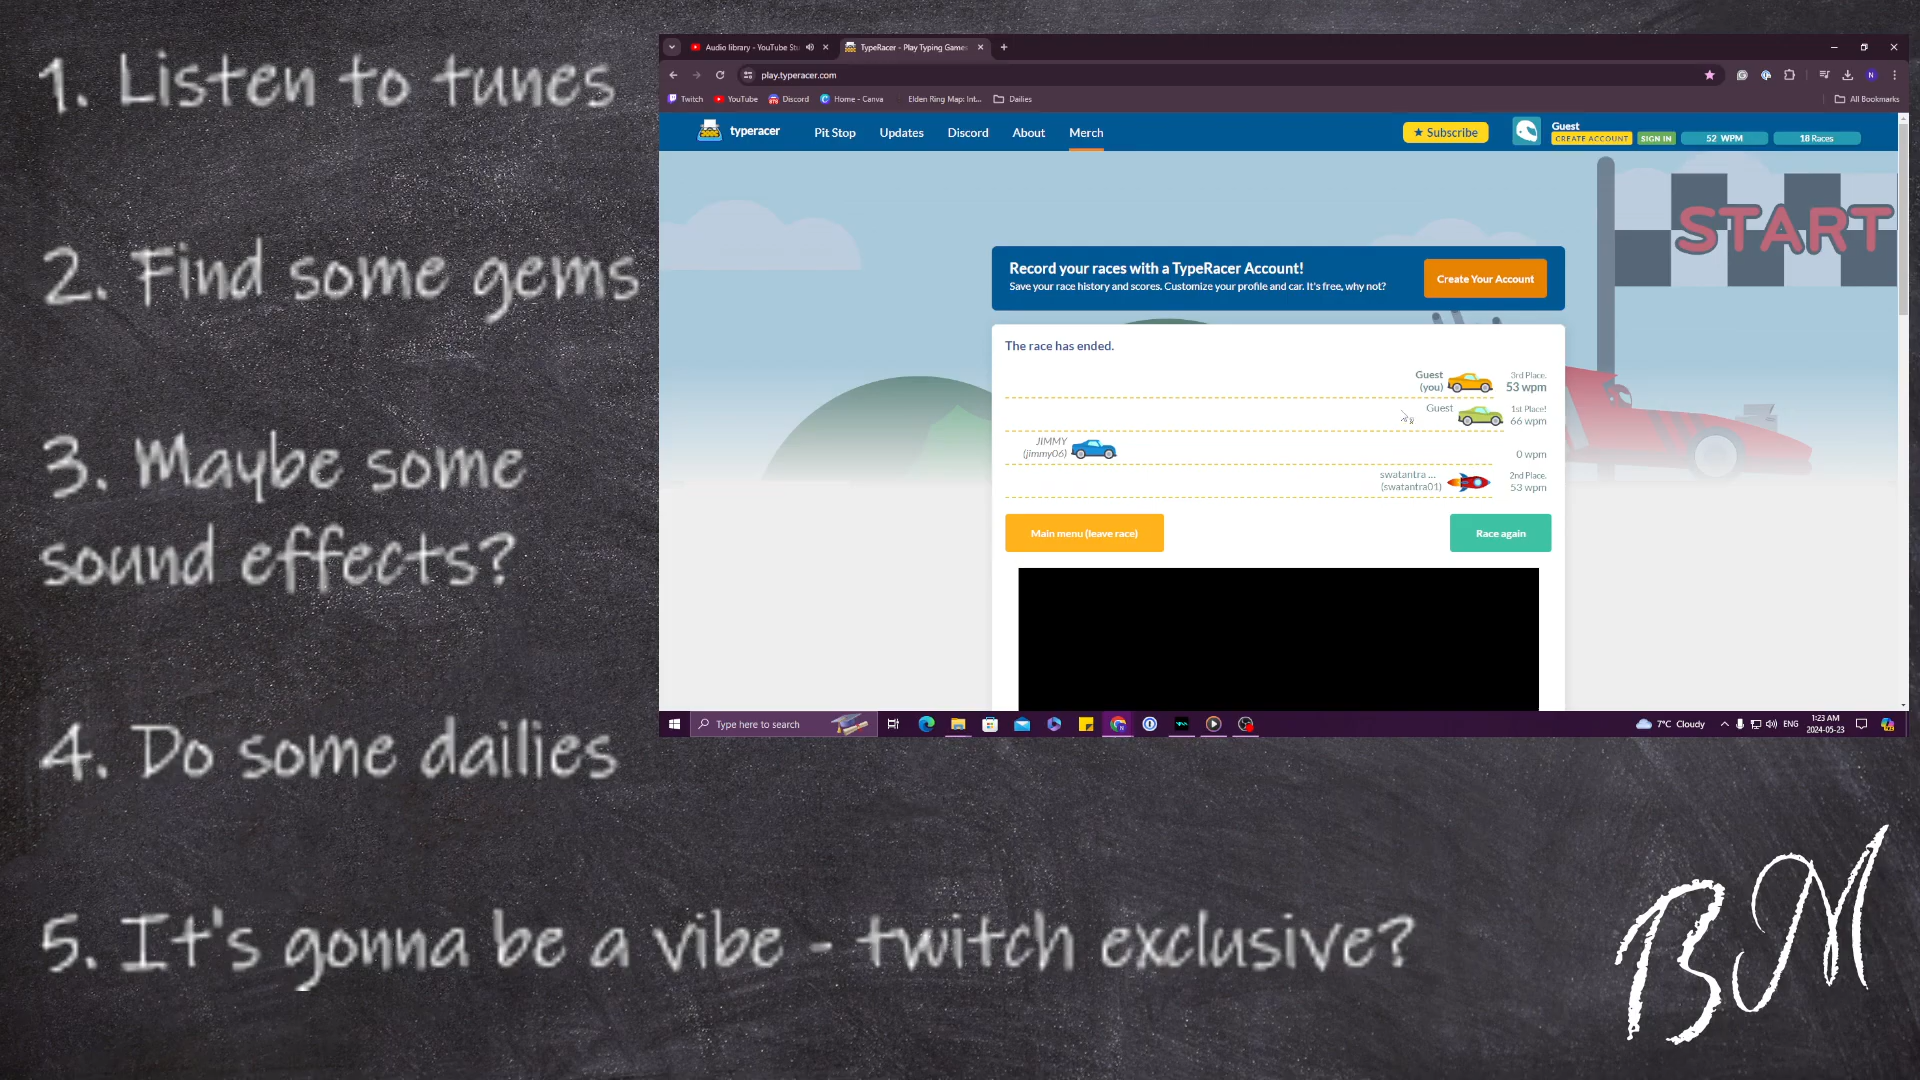 1. Listen to tunes
2. Find some gems
3. Maybe some
sound effects?
4. Do some dailies
5. It's gonna be a vibe - twitch exclusive?
BM
Audio library - YouTube Stu
TypeRacer - Play Typing Games
play.typeracer.com
Twitch
YouTube
Discord
Home - Canva
Elden Ring Map: Int...
Dailies
All Bookmarks
typeracer
Pit Stop
Updates
Discord
About
Merch
★ Subscribe
Guest
CREATE ACCOUNT
SIGN IN
52 WPM
18 Races
START
Record your races with a TypeRacer Account!
Save your race history and scores. Customize your profile and car. It's free, why not?
Create Your Account
The race has ended.
Guest
(you)
3rd Place.
53 wpm
Guest
1st Place!
66 wpm
JIMMY
(jimmy06)
0 wpm
swatantra ...
(swatantra01)
2nd Place.
53 wpm
Main menu (leave race)
Race again
Type here to search
7°C Cloudy
ENG
1:23 AM
2024-05-23